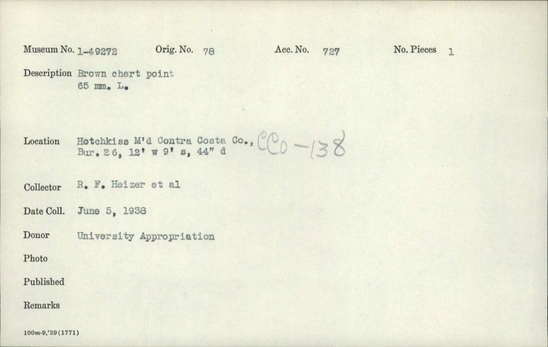 Museum No. 1-49272 Orig. No. 78 Acc. No. 727 No. Pieces 1
Description Brown chert point
65 mm. L.
Location Hotchkiss M'd Contra Costa Co., CCo-138
Bur. 26, 12' w 9' s, 44" d
Collector R. F. Heizer et al
Date Coll. June 5, 1938
Donor University Appropriation
Photo
Published
Remarks
100m-9,'39(1771)